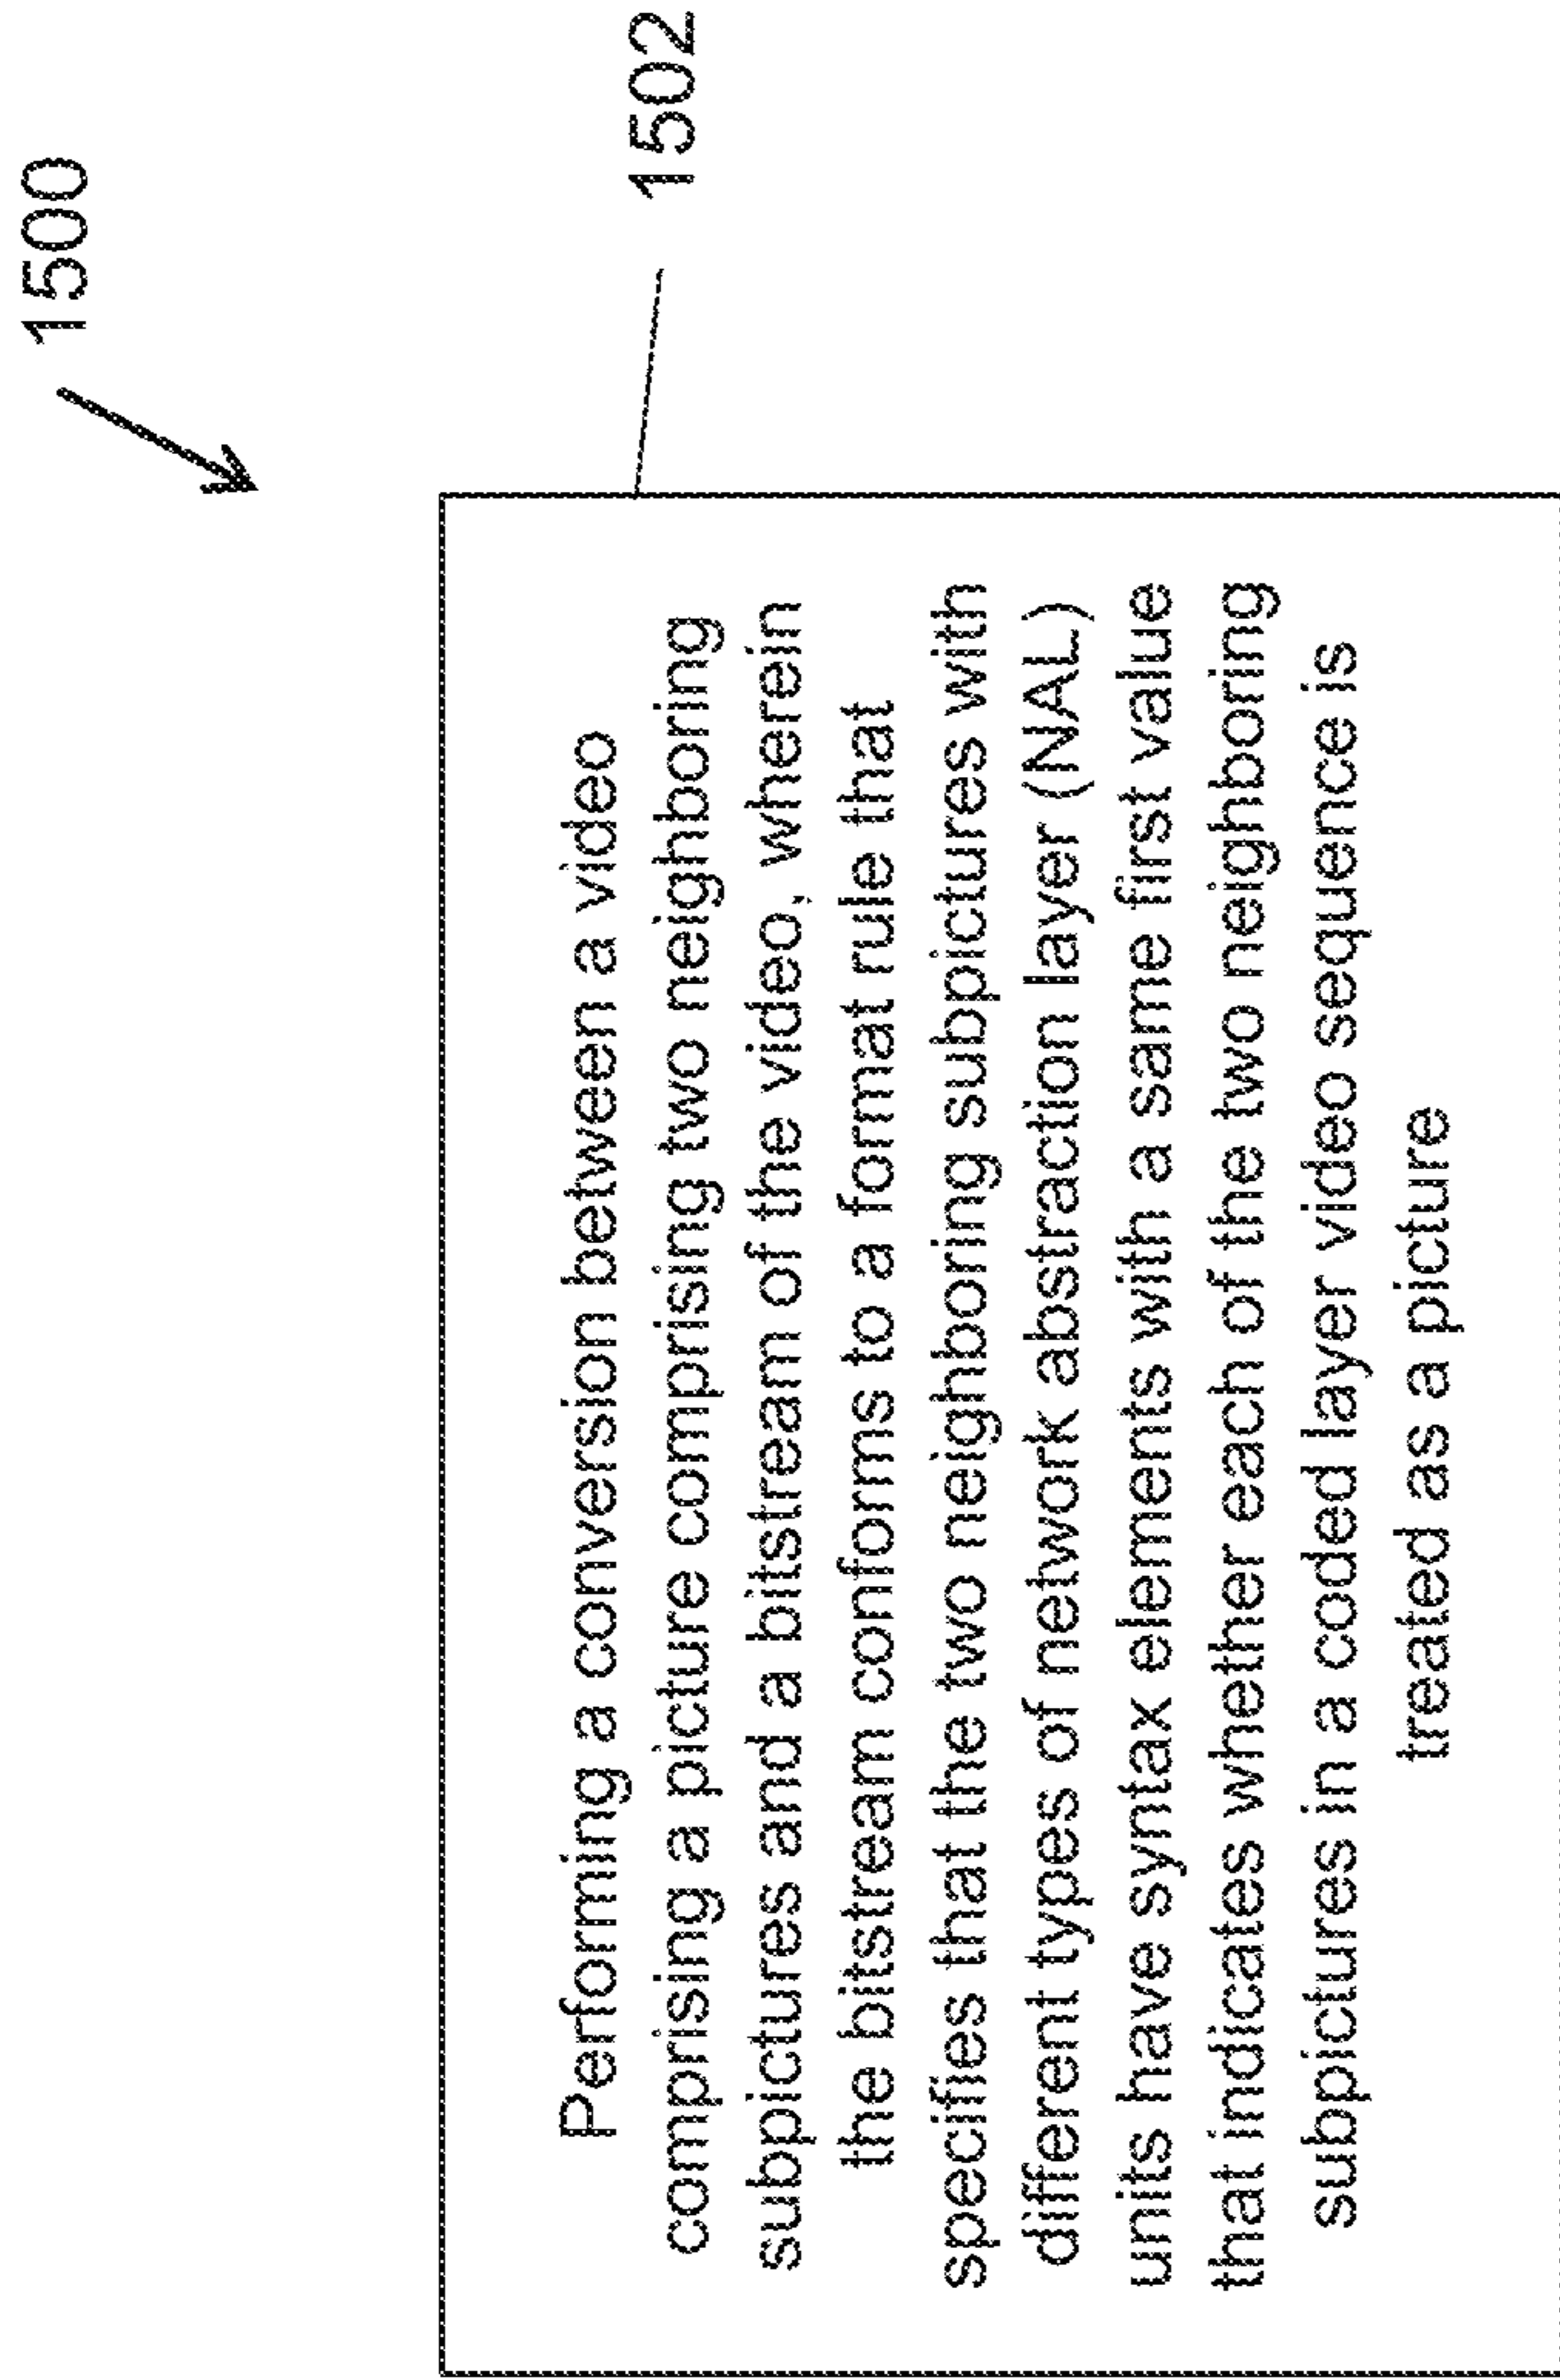 1500
1502
Performing a conversion between a video
comprising a picture comprising two neighboring
subpictures and a bitstream of the video, wherein
the bitstream conforms to a format rule that
specifies that the two neighboring subpictures with
different types of network abstraction layer (NAL)
units have syntax elements with a same first value
that indicates whether each of the two neighboring
subpictures in a coded layer video sequence is
treated as a picture